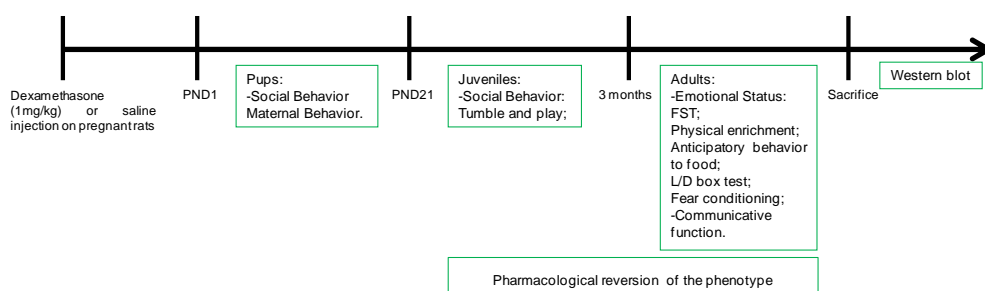 Dexamethasone
(1mg/kg) or saline
injection on pregnant rats
PND1
Pups:
-Social Behavior
Maternal Behavior.
PND21
Juveniles:
-Social Behavior:
Tumble and play;
3 months
Adults:
-Emotional Status:
FST;
Physical enrichment;
Anticipatory behavior
to food;
L/D box test;
Fear conditioning;
-Communicative
function.
Sacrifice
Western blot
Pharmacological reversion of the phenotype